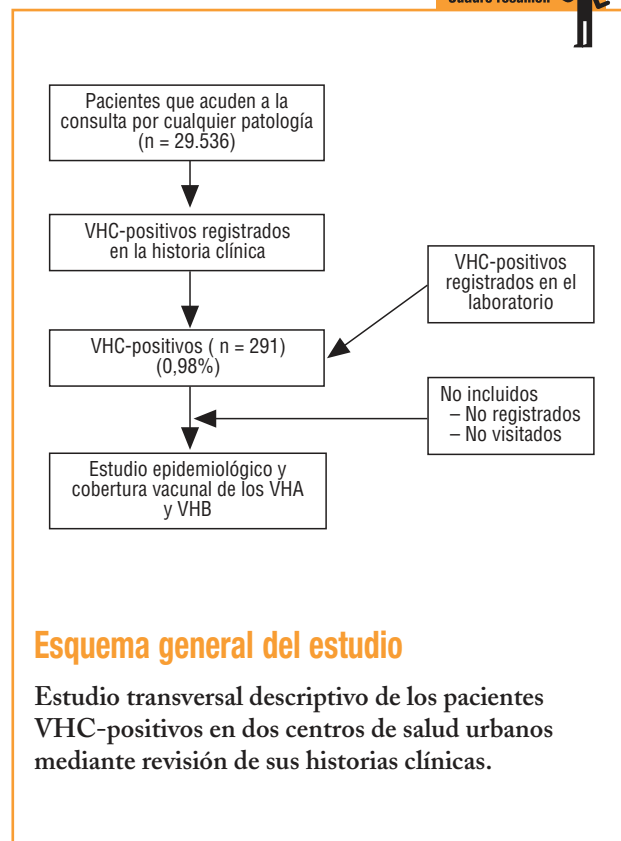 Pacientes que acuden a la
consulta por cualquier patología
(n = 29.536)
VHC-positivos registrados
en la historia clínica
VHC-positivos
registrados en el
laboratorio
VHC-positivos ( n = 291)
(0,98%)
No incluidos
– No registrados
– No visitados
Estudio epidemiológico y
cobertura vacunal de los VHA
y VHB
Esquema general del estudio
Estudio transversal descriptivo de los pacientes
VHC-positivos en dos centros de salud urbanos
mediante revisión de sus historias clínicas.